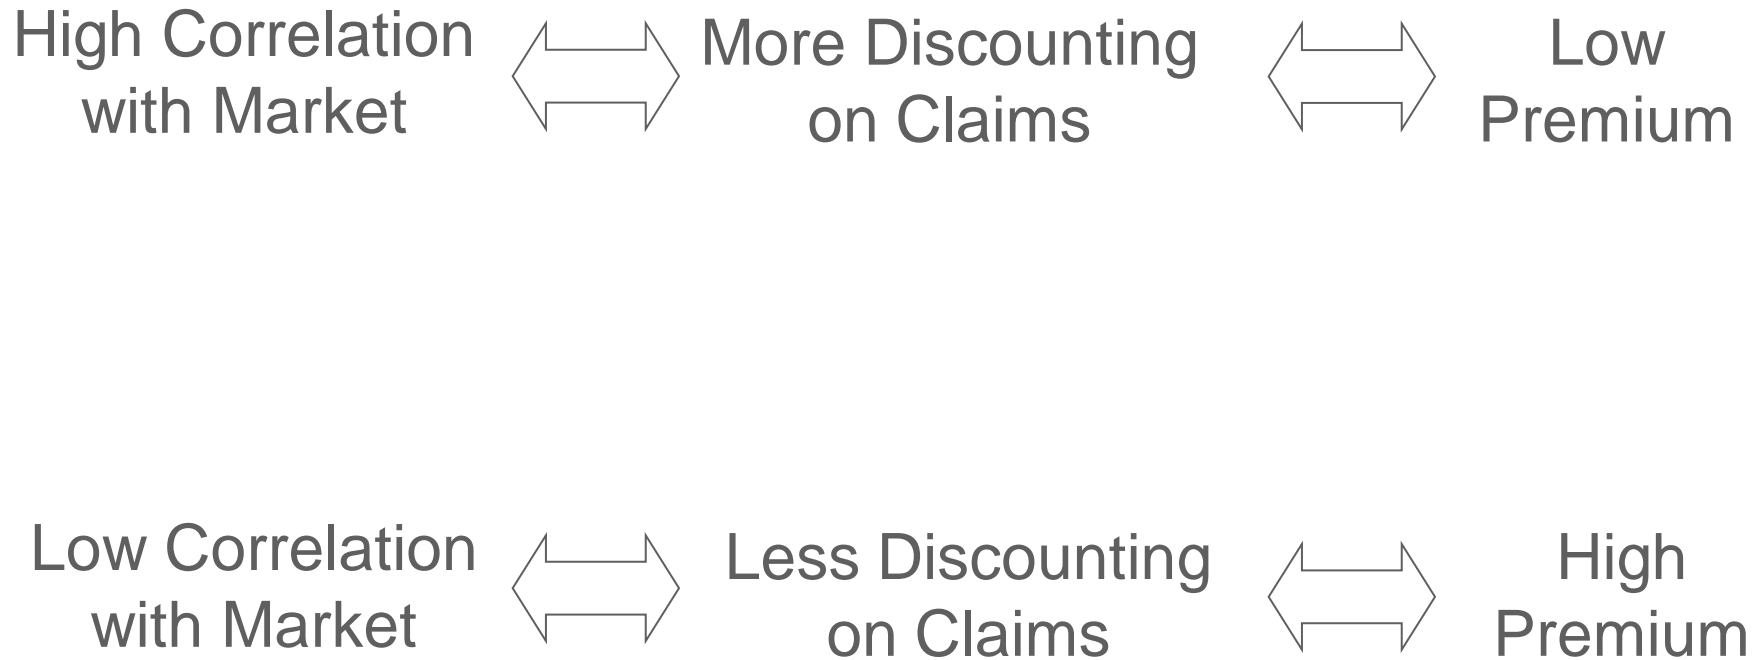 High Correlation
with Market
More Discounting
on Claims
Low
Premium
Low Correlation
with Market
Less Discounting
on Claims
High
Premium